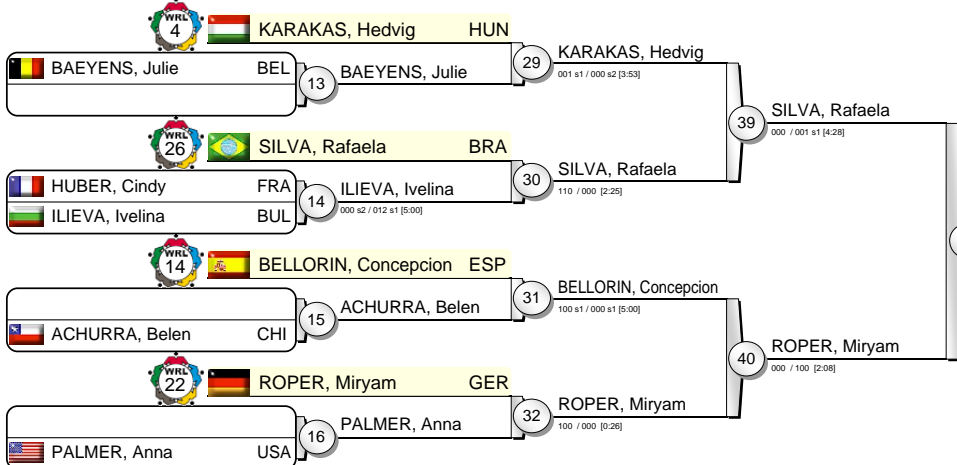 WRL
4
KARAKAS, Hedvig HUN
BAEYENS, Julie BEL
13
BAEYENS, Julie
29
KARAKAS, Hedvig
001 s1 / 000 s2 [3:53]
WRL
26
SILVA, Rafaela BRA
HUBER, Cindy FRA
ILIEVA, Ivelina BUL
14
ILIEVA, Ivelina
000 s2 / 012 s1 [5:00]
30
SILVA, Rafaela
110 / 000 [2:25]
39
SILVA, Rafaela
000 / 001 s1 [4:28]
WRL
14
BELLORIN, Concepcion ESP
ACHURRA, Belen CHI
15
ACHURRA, Belen
31
BELLORIN, Concepcion
100 s1 / 000 s1 [5:00]
WRL
22
ROPER, Miryam GER
PALMER, Anna USA
16
PALMER, Anna
32
ROPER, Miryam
100 / 000 [0:26]
40
ROPER, Miryam
000 / 100 [2:08]